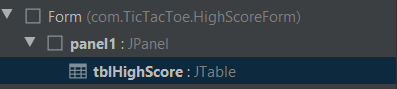 Form (com.TicTacToe.HighScoreForm)
panel1 : JPanel
tblHighScore : JTable